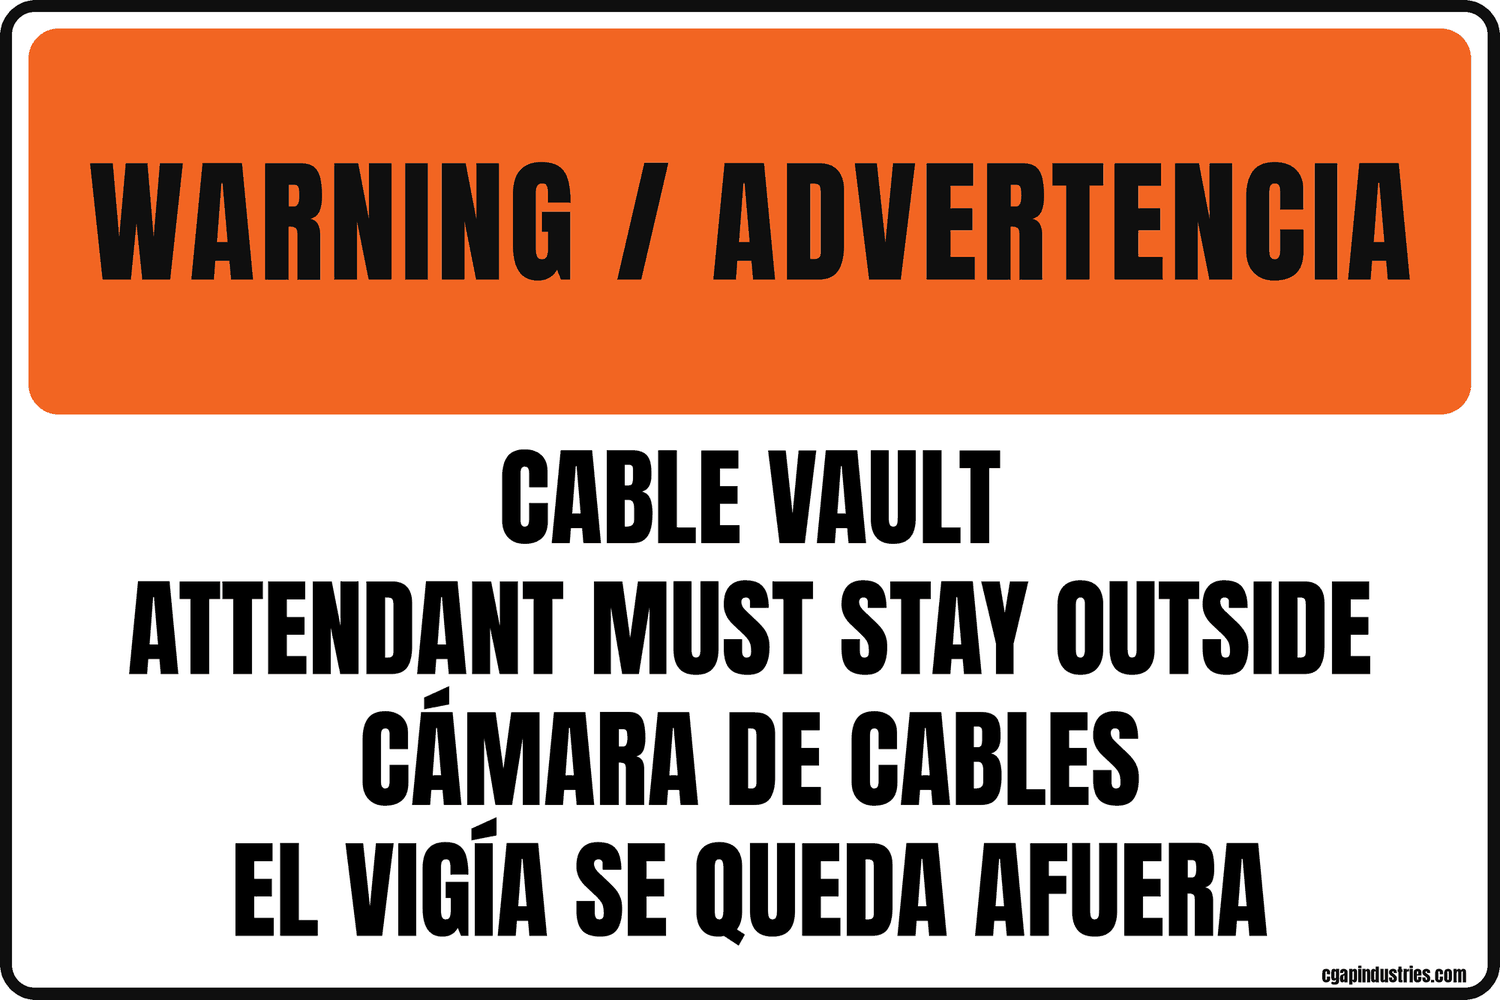 WARNING / ADVERTENCIA
CABLE VAULT
ATTENDANT MUST STAY OUTSIDE
CÁMARA DE CABLES
EL VIGÍA SE QUEDA AFUERA
cgapindustries.com